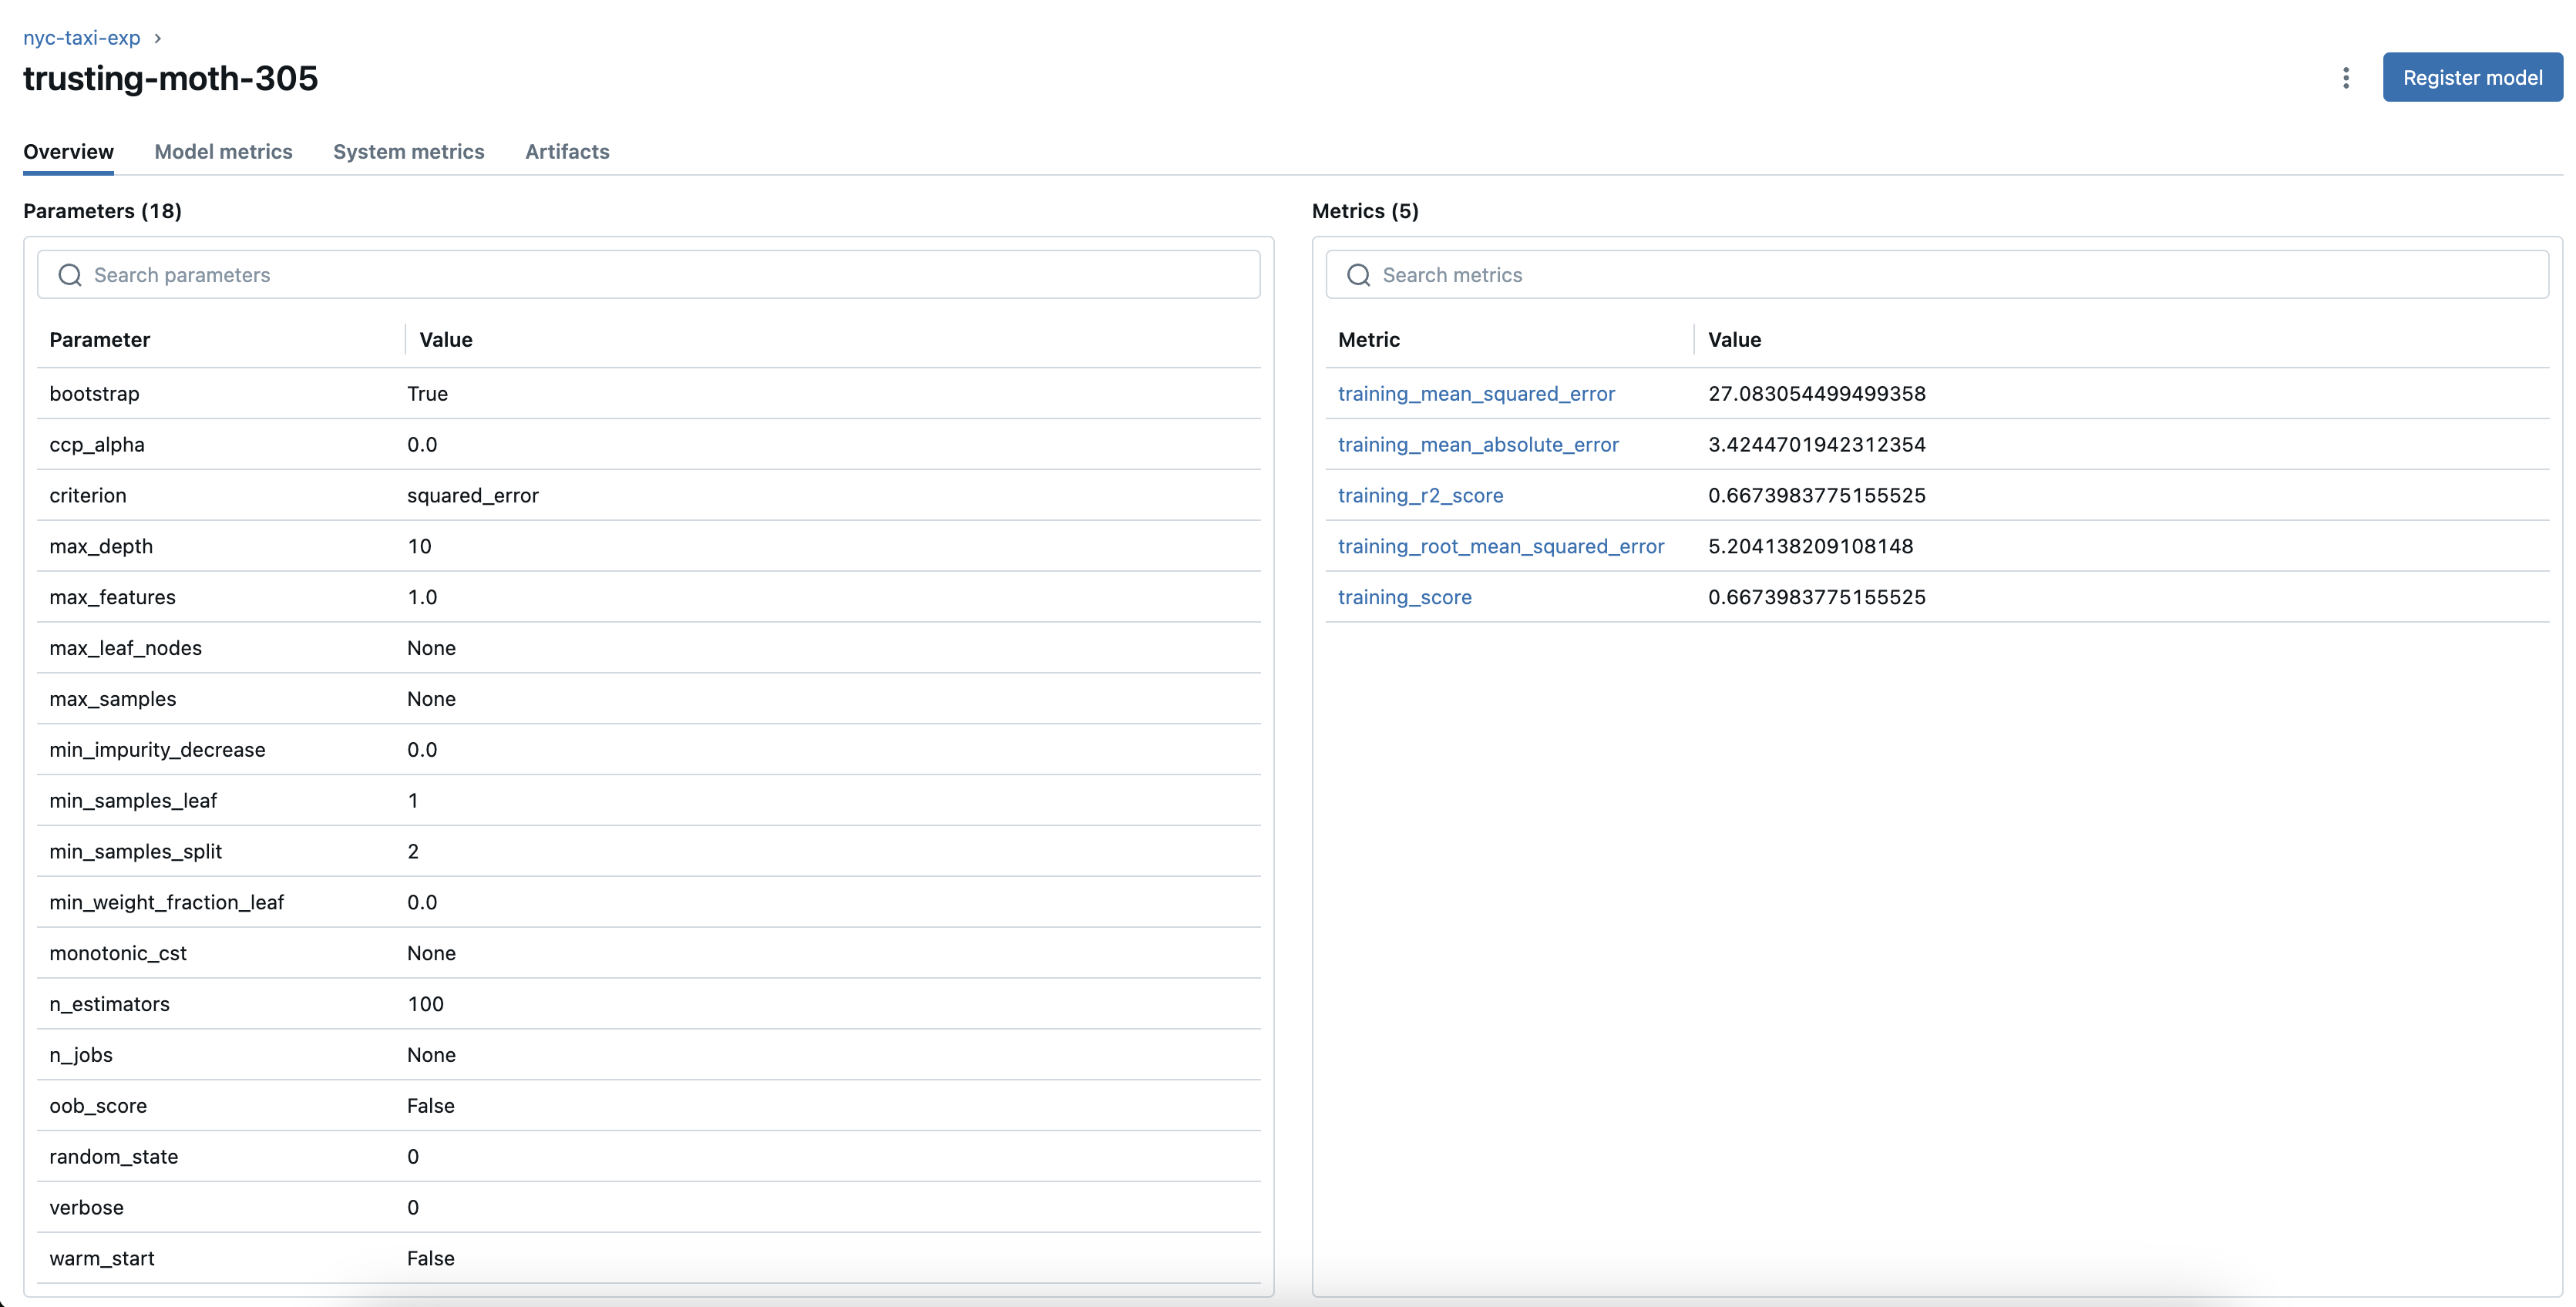 nyc-taxi-exp
trusting-moth-305
Register model
Overview Model metrics System metrics Artifacts
Parameters (18)
Search parameters
Parameter Value
bootstrap True
ccp_alpha 0.0
criterion squared_error
max_depth 10
max_features 1.0
max_leaf_nodes None
max_samples None
min_impurity_decrease 0.0
min_samples_leaf 1
min_samples_split 2
min_weight_fraction_leaf 0.0
monotonic_cst None
n_estimators 100
n_jobs None
oob_score False
random_state 0
verbose 0
warm_start False
Metrics (5)
Search metrics
Metric Value
training_mean_squared_error 27.083054499499358
training_mean_absolute_error 3.4244701942312354
training_r2_score 0.6673983775155525
training_root_mean_squared_error 5.204138209108148
training_score 0.6673983775155525